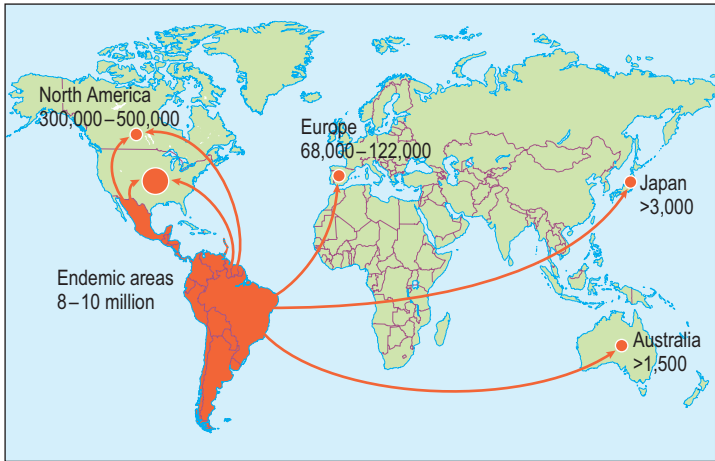 North America
300,000–500,000
Europe
68,000–122,000
Japan
>3,000
Endemic areas
8–10 million
Australia
>1,500